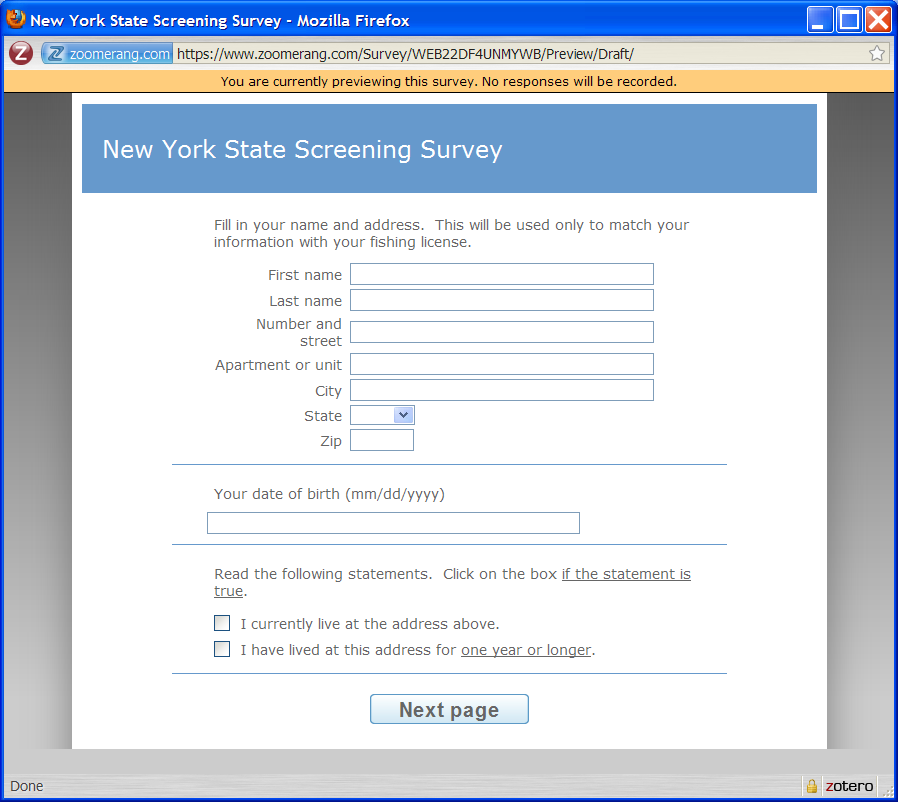 New York State Screening Survey - Mozilla Firefox
Z
Z zoomerang.com https://www.zoomerang.com/Survey/WEB22DF4UNMYWB/Preview/Draft/
You are currently previewing this survey. No responses will be recorded.
New York State Screening Survey
Fill in your name and address. This will be used only to match your
information with your fishing license.
First name
Last name
Number and
street
Apartment or unit
City
State
Zip
Your date of birth (mm/dd/yyyy)
Read the following statements. Click on the box if the statement is
true.
I currently live at the address above.
I have lived at this address for one year or longer.
Next page
Done
zotero